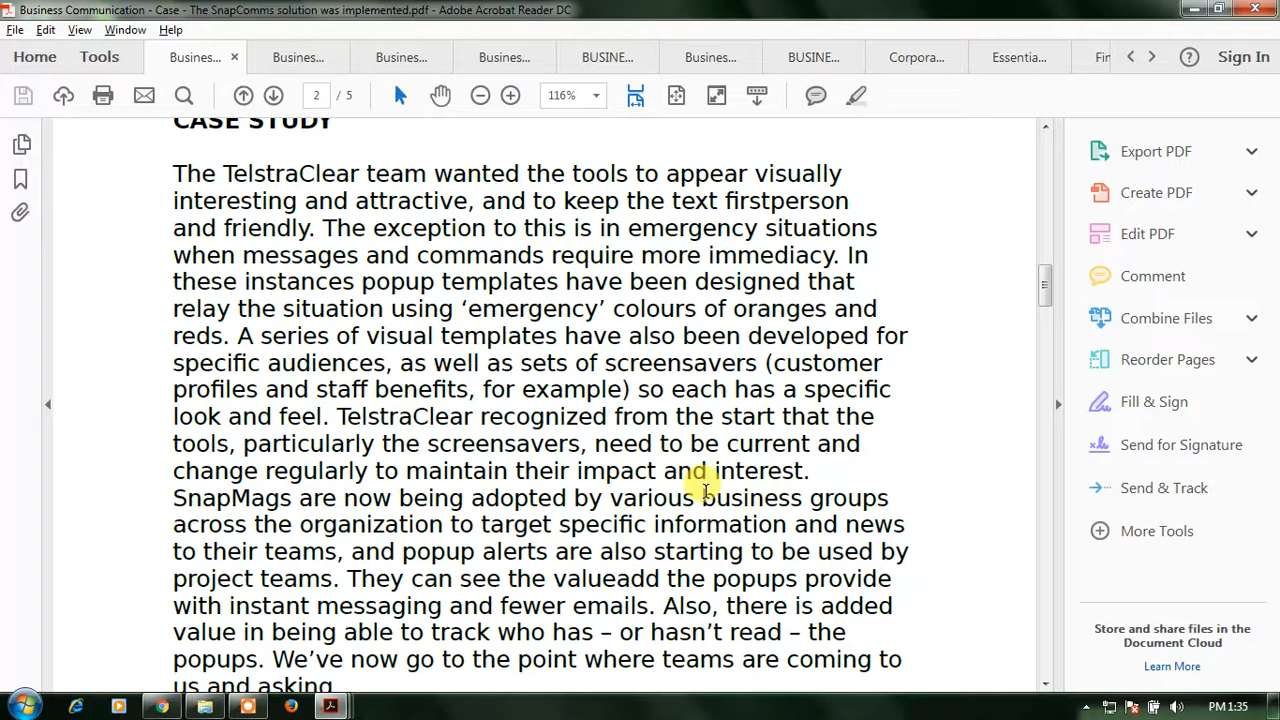 Business Communication - Case - The SnapComms solution was implemented.pdf - Adobe Acrobat Reader DC
File Edit View Window Help
Home Tools Busines... Busines... Busines... Busines... BUSINE... Busines... BUSINE... Corpora... Essentia... Fir Sign In
2 / 5 116%
CASE STUDY
The TelstraClear team wanted the tools to appear visually
interesting and attractive, and to keep the text firstperson
and friendly. The exception to this is in emergency situations
when messages and commands require more immediacy. In
these instances popup templates have been designed that
relay the situation using ‘emergency’ colours of oranges and
reds. A series of visual templates have also been developed for
specific audiences, as well as sets of screensavers (customer
profiles and staff benefits, for example) so each has a specific
look and feel. TelstraClear recognized from the start that the
tools, particularly the screensavers, need to be current and
change regularly to maintain their impact and interest.
SnapMags are now being adopted by various business groups
across the organization to target specific information and news
to their teams, and popup alerts are also starting to be used by
project teams. They can see the valueadd the popups provide
with instant messaging and fewer emails. Also, there is added
value in being able to track who has – or hasn’t read – the
popups. We’ve now go to the point where teams are coming to
us and asking
Export PDF
Create PDF
Edit PDF
Comment
Combine Files
Reorder Pages
Fill & Sign
Send for Signature
Send & Track
More Tools
Store and share files in the
Document Cloud
Learn More
PM 1:35